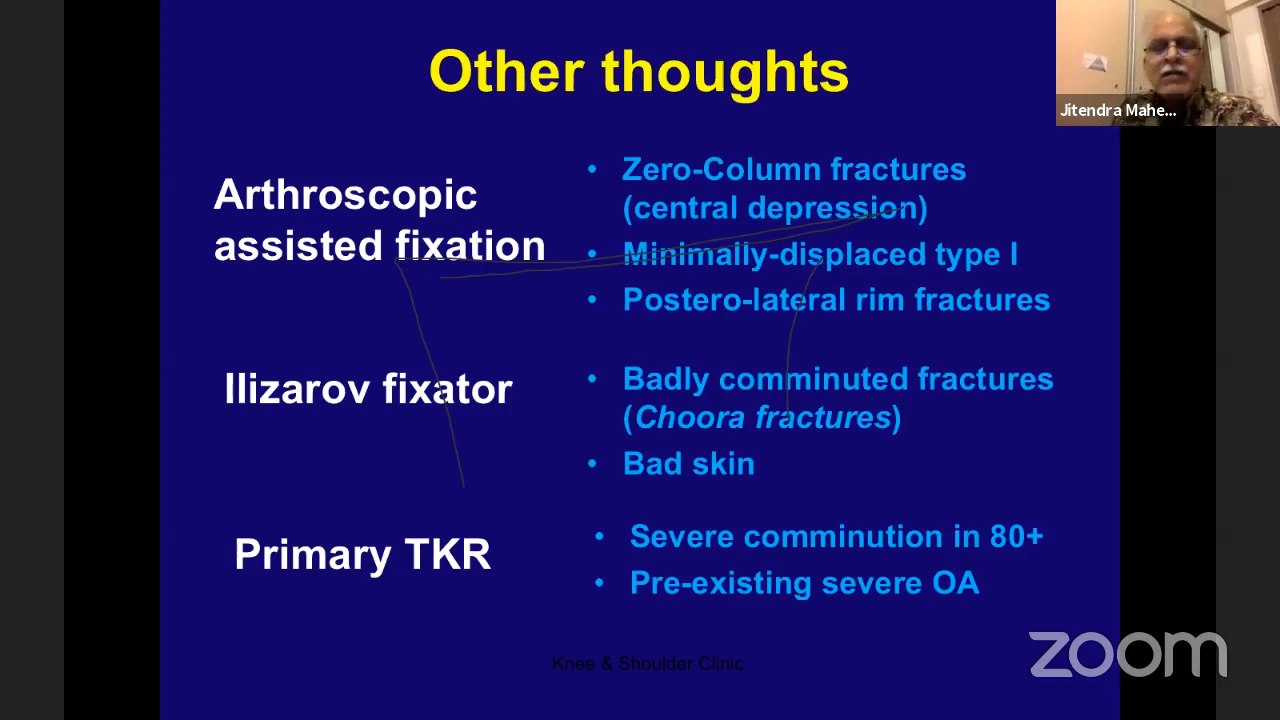 Other thoughts
Jitendra Mahe...
Arthroscopic
assisted fixation
• Zero-Column fractures
(central depression)
• Minimally-displaced type I
• Postero-lateral rim fractures
Ilizarov fixator
• Badly comminuted fractures
(Choora fractures)
• Bad skin
Primary TKR
• Severe comminution in 80+
• Pre-existing severe OA
Knee & Shoulder Clinic
zoom